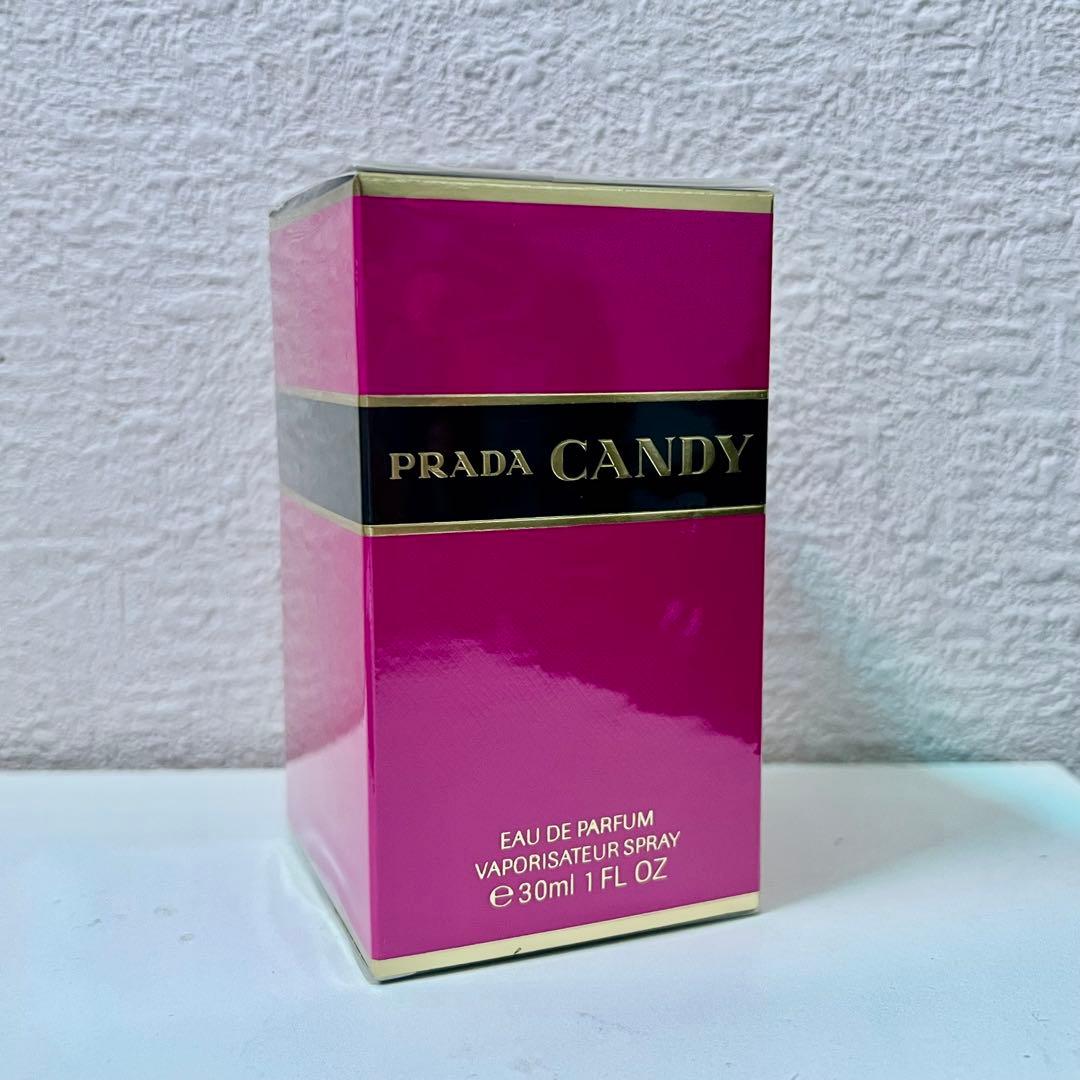 PRADA CANDY
EAU DE PARFUM
VAPORISATEUR SPRAY
℮30ml 1 FL OZ